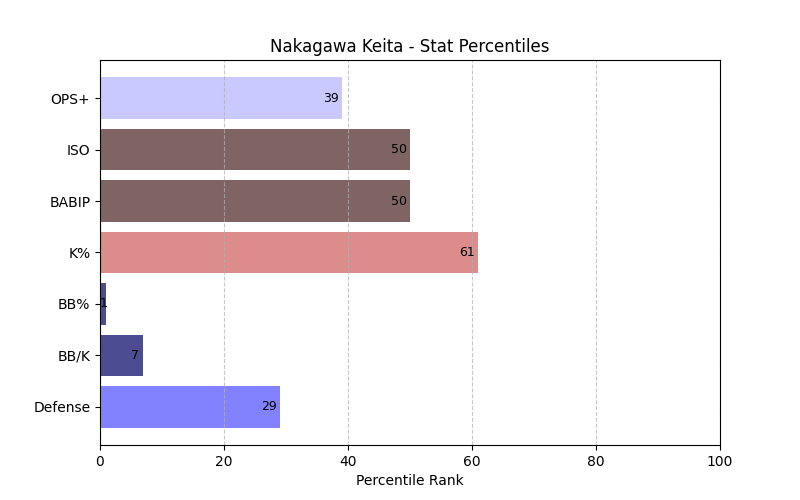 Nakagawa Keita - Stat Percentiles
OPS+ 39
ISO 50
BABIP 50
K% 61
BB% 1
BB/K 7
Defense 29
0 20 40 60 80 100
Percentile Rank